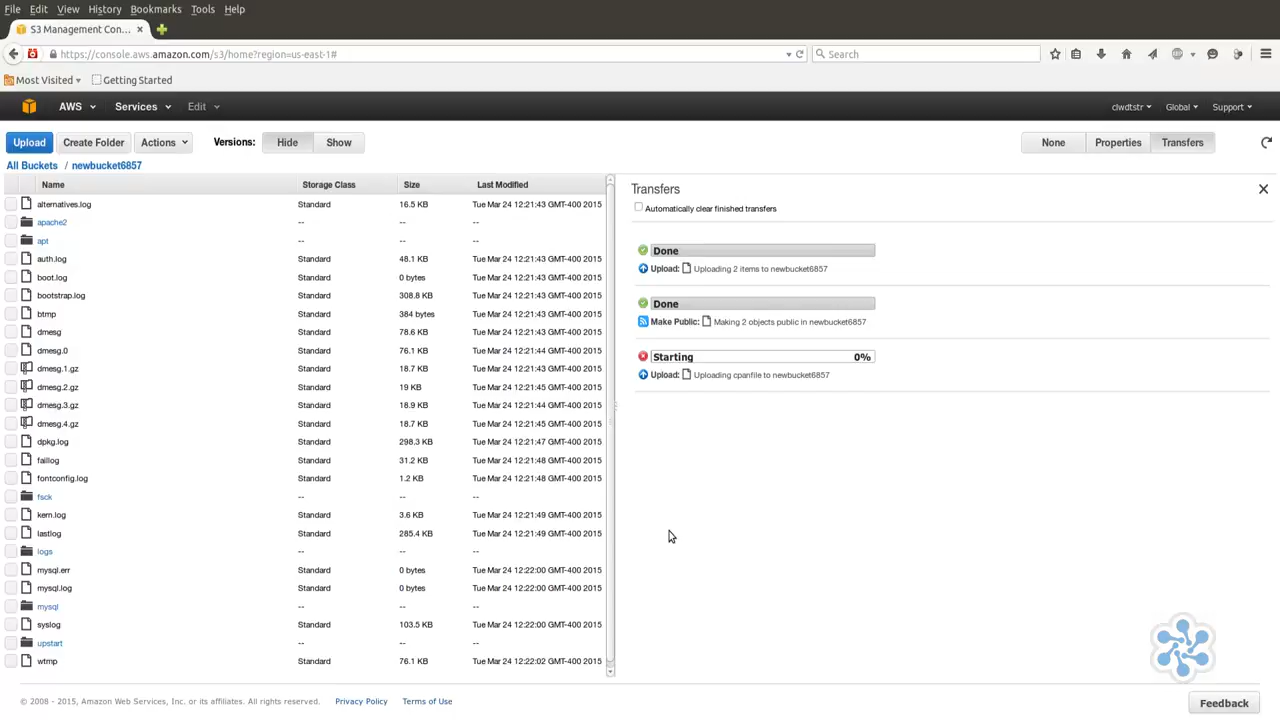 File Edit View History Bookmarks Tools Help
S3 Management Con...
https://console.aws.amazon.com/s3/home?region=us-east-1#
Search
Most Visited Getting Started
AWS Services Edit clwdtstr Global Support
Upload Create Folder Actions Versions: Hide Show None Properties Transfers
All Buckets / newbucket6857
Name Storage Class Size Last Modified
alternatives.log Standard 16.5 KB Tue Mar 24 12:21:43 GMT-400 2015
apache2 -- -- --
apt -- -- --
auth.log Standard 48.1 KB Tue Mar 24 12:21:43 GMT-400 2015
boot.log Standard 0 bytes Tue Mar 24 12:21:43 GMT-400 2015
bootstrap.log Standard 308.8 KB Tue Mar 24 12:21:43 GMT-400 2015
btmp Standard 384 bytes Tue Mar 24 12:21:43 GMT-400 2015
dmesg Standard 78.6 KB Tue Mar 24 12:21:43 GMT-400 2015
dmesg.0 Standard 76.1 KB Tue Mar 24 12:21:44 GMT-400 2015
dmesg.1.gz Standard 18.7 KB Tue Mar 24 12:21:43 GMT-400 2015
dmesg.2.gz Standard 19 KB Tue Mar 24 12:21:45 GMT-400 2015
dmesg.3.gz Standard 18.9 KB Tue Mar 24 12:21:44 GMT-400 2015
dmesg.4.gz Standard 18.7 KB Tue Mar 24 12:21:45 GMT-400 2015
dpkg.log Standard 298.3 KB Tue Mar 24 12:21:47 GMT-400 2015
faillog Standard 31.2 KB Tue Mar 24 12:21:48 GMT-400 2015
fontconfig.log Standard 1.2 KB Tue Mar 24 12:21:48 GMT-400 2015
fsck -- -- --
kern.log Standard 3.6 KB Tue Mar 24 12:21:49 GMT-400 2015
lastlog Standard 285.4 KB Tue Mar 24 12:21:49 GMT-400 2015
logs -- -- --
mysql.err Standard 0 bytes Tue Mar 24 12:22:00 GMT-400 2015
mysql.log Standard 0 bytes Tue Mar 24 12:22:00 GMT-400 2015
mysql -- -- --
syslog Standard 103.5 KB Tue Mar 24 12:22:00 GMT-400 2015
upstart -- -- --
wtmp Standard 76.1 KB Tue Mar 24 12:22:02 GMT-400 2015
Transfers
Automatically clear finished transfers
Done
Upload: Uploading 2 items to newbucket6857
Done
Make Public: Making 2 objects public in newbucket6857
Starting 0%
Upload: Uploading cpanfile to newbucket6857
© 2008 - 2015, Amazon Web Services, Inc. or its affiliates. All rights reserved. Privacy Policy Terms of Use
Feedback